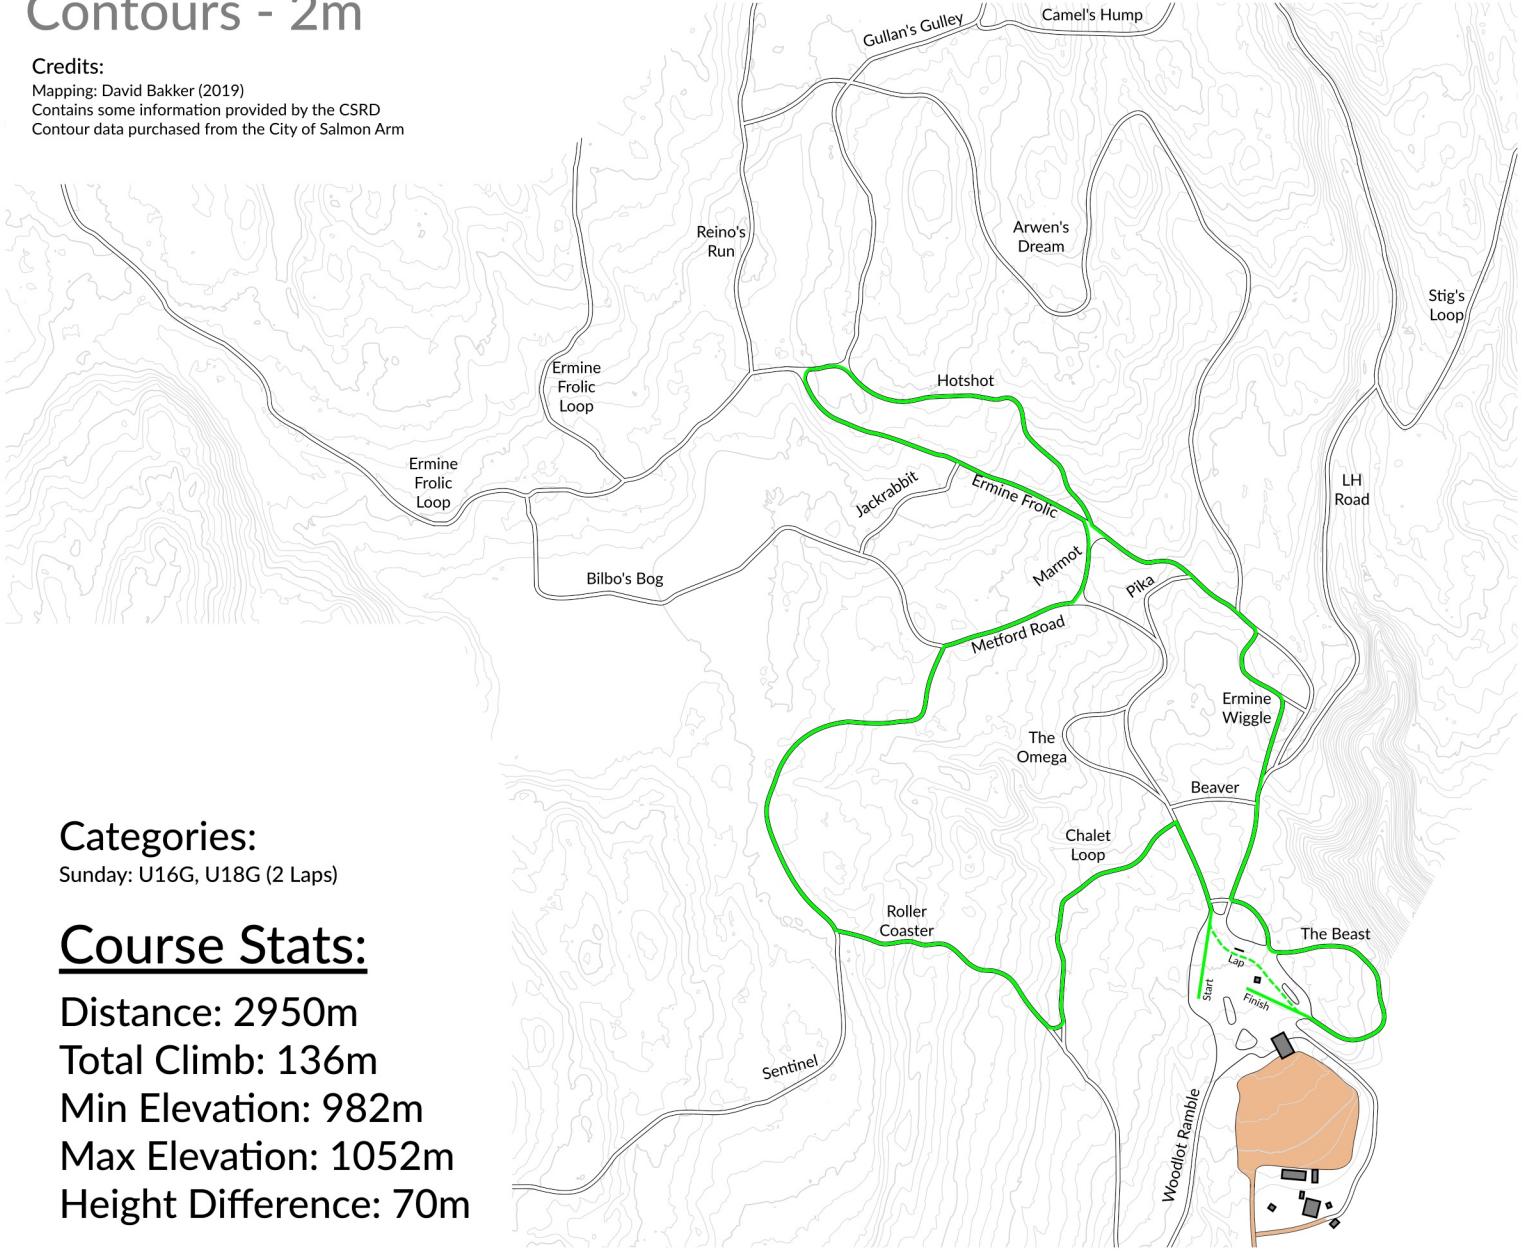 Contours - 2m
Credits:
Mapping: David Bakker (2019)
Contains some information provided by the CSRD
Contour data purchased from the City of Salmon Arm
Gullan's Gulley
Camel's Hump
Reino's
Run
Arwen's
Dream
Stig's
Loop
Ermine
Frolic
Loop
Hotshot
Ermine
Frolic
Loop
Jackrabbit
Ermine Frolic
LH
Road
Bilbo's Bog
Marmot
Pika
Metford Road
Ermine
Wiggle
The
Omega
Beaver
Chalet
Loop
Roller
Coaster
The Beast
Lap
Start
Finish
Sentinel
Woodlot Ramble
Categories:
Sunday: U16G, U18G (2 Laps)
Course Stats:
Distance: 2950m
Total Climb: 136m
Min Elevation: 982m
Max Elevation: 1052m
Height Difference: 70m